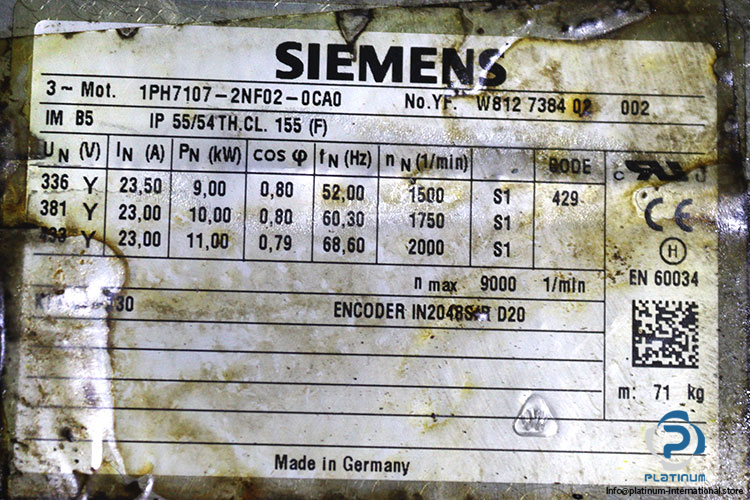 SIEMENS
3 ~ Mot. 1PH7107-2NF02-0CA0 No.YF. W812 7384 02 002
IM B5 IP 55/54 TH.CL. 155 (F)
UN (V) IN (A) PN (kW) cos φ fN (Hz) nN (1/min) CODE
336 Y 23,50 9,00 0,80 52,00 1500 S1 429
381 Y 23,00 10,00 0,80 60,30 1750 S1
433 Y 23,00 11,00 0,79 68,60 2000 S1
n max 9000 1/min
ENCODER IN2048S/R D20
c US
CE
H
EN 60034
m: 71 kg
Made in Germany
PLATINUM
info@platinum-international.store